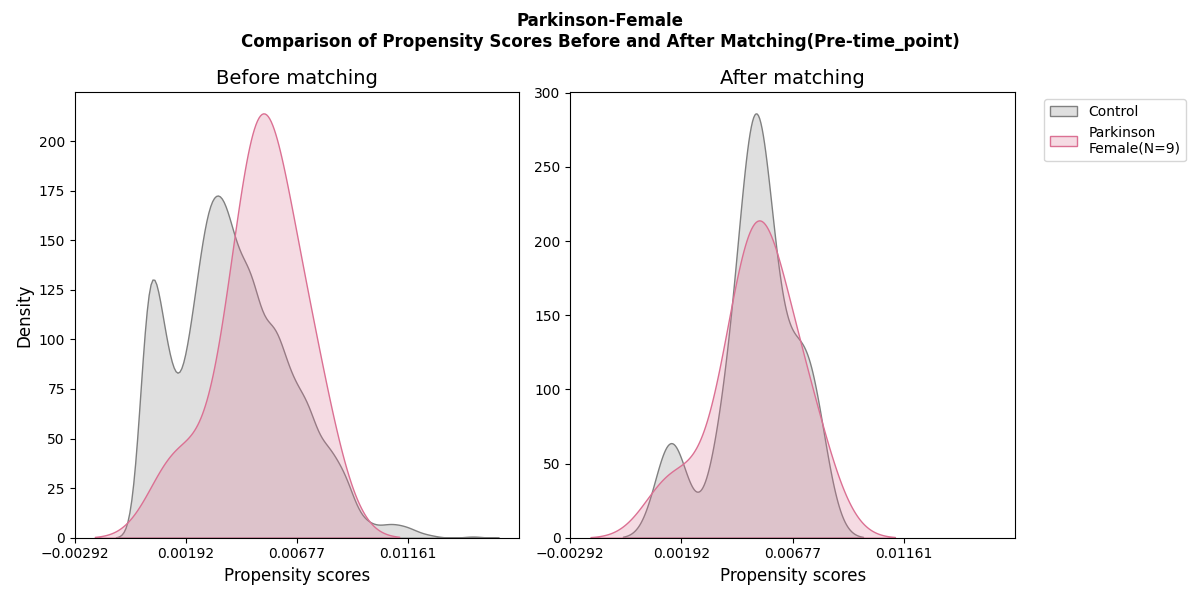 Parkinson-Female
Comparison of Propensity Scores Before and After Matching(Pre-time_point)
Before matching
Density
200
175
150
125
100
75
50
25
0
−0.00292 0.00192 0.00677 0.01161
Propensity scores
After matching
300
250
200
150
100
50
0
−0.00292 0.00192 0.00677 0.01161
Propensity scores
Control
Parkinson
Female(N=9)